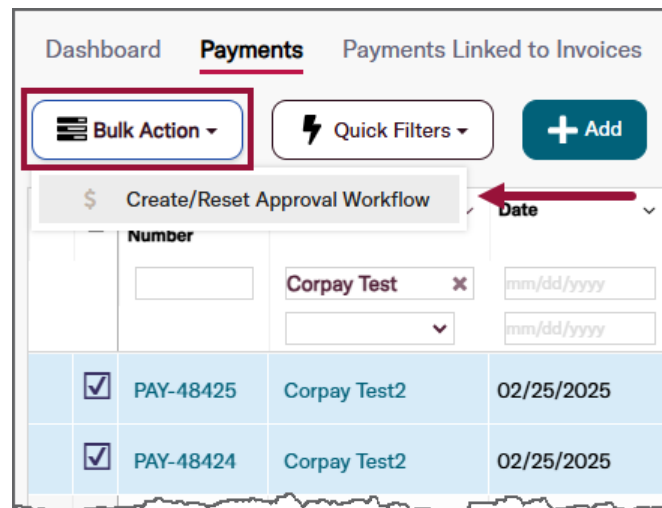 Dashboard Payments Payments Linked to Invoices
Bulk Action Quick Filters Add
$ Create/Reset Approval Workflow
Date
Number
Corpay Test mm/dd/yyyy
mm/dd/yyyy
PAY-48425 Corpay Test2 02/25/2025
PAY-48424 Corpay Test2 02/25/2025